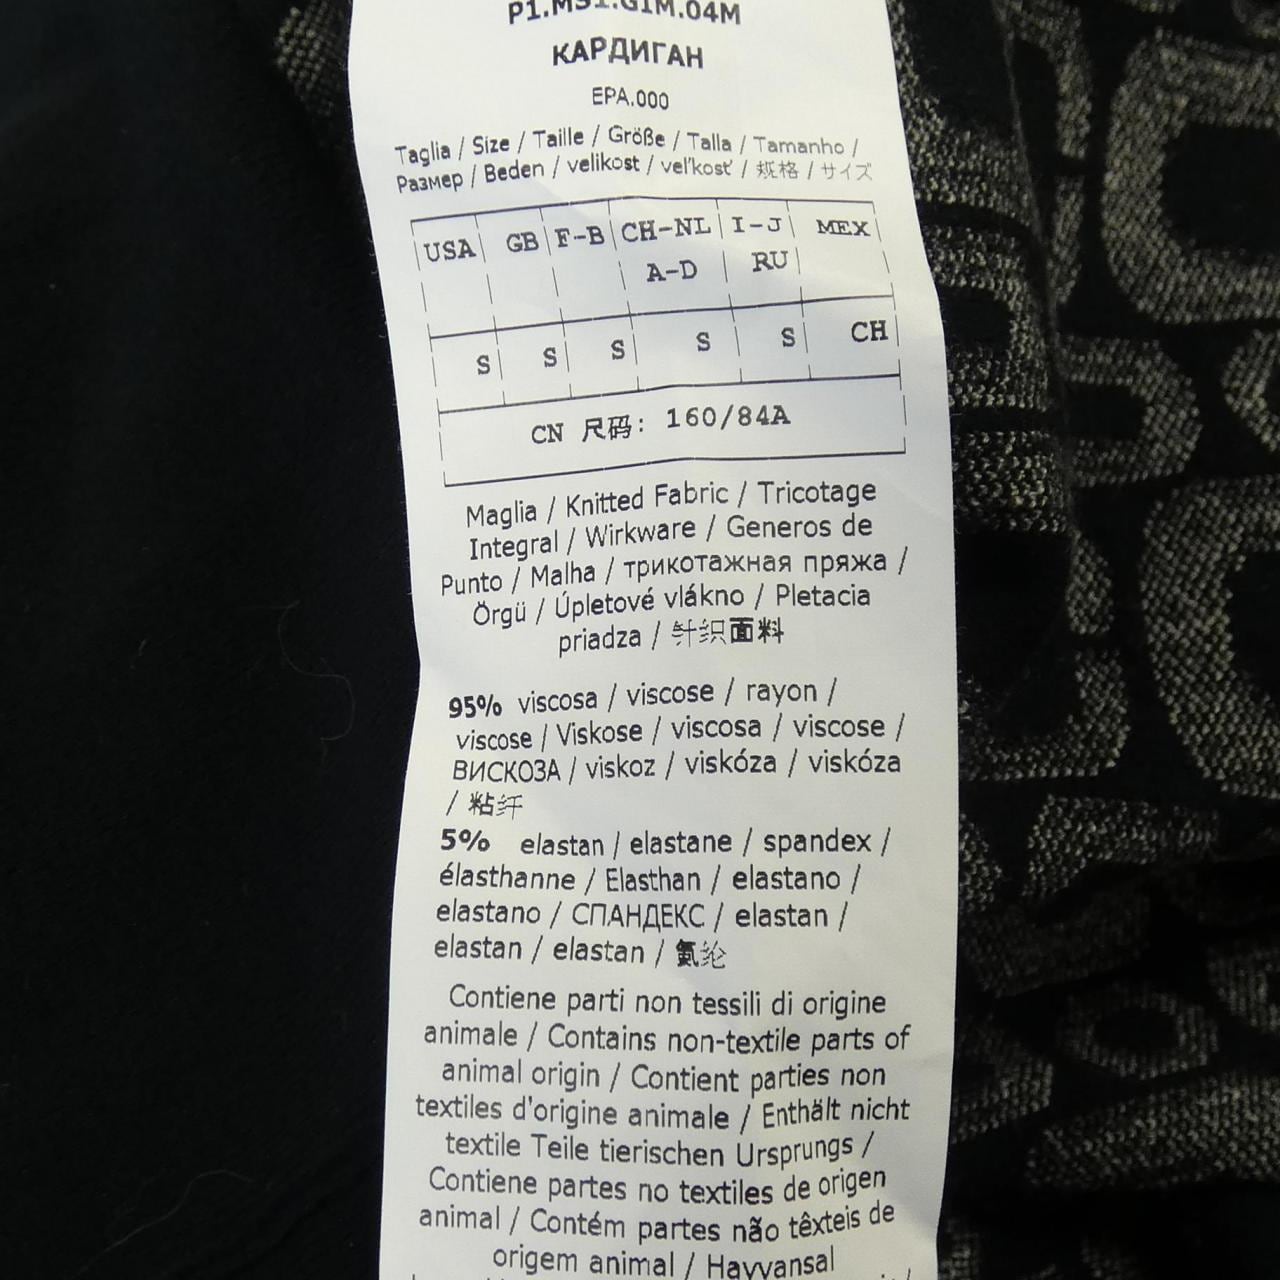 P1.MS1.G1M.04M
КАРДИГАН
EPA.000
Taglia / Size / Taille / Größe / Talla / Tamanho /
Размер / Beden / velikost / veľkosť / 规格 / サイズ
USA GB F-B CH-NL I-J MEX
A-D RU
S S S S S CH
CN 尺码: 160/84A
Maglia / Knitted Fabric / Tricotage
Integral / Wirkware / Generos de
Punto / Malha / трикотажная пряжа /
Örgü / Úpletové vlákno / Pletacia
priadza / 针织面料
95% viscosa / viscose / rayon /
viscose / Viskose / viscosa / viscose /
ВИСКОЗА / viskoz / viskóza / viskóza
/ 粘纤
5% elastan / elastane / spandex /
élasthanne / Elasthan / elastano /
elastano / СПАНДЕКС / elastan /
elastan / elastan / 氨纶
Contiene parti non tessili di origine
animale / Contains non-textile parts of
animal origin / Contient parties non
textiles d'origine animale / Enthält nicht
textile Teile tierischen Ursprungs /
Contiene partes no textiles de origen
animal / Contém partes não têxteis de
origem animal / Hayvansal